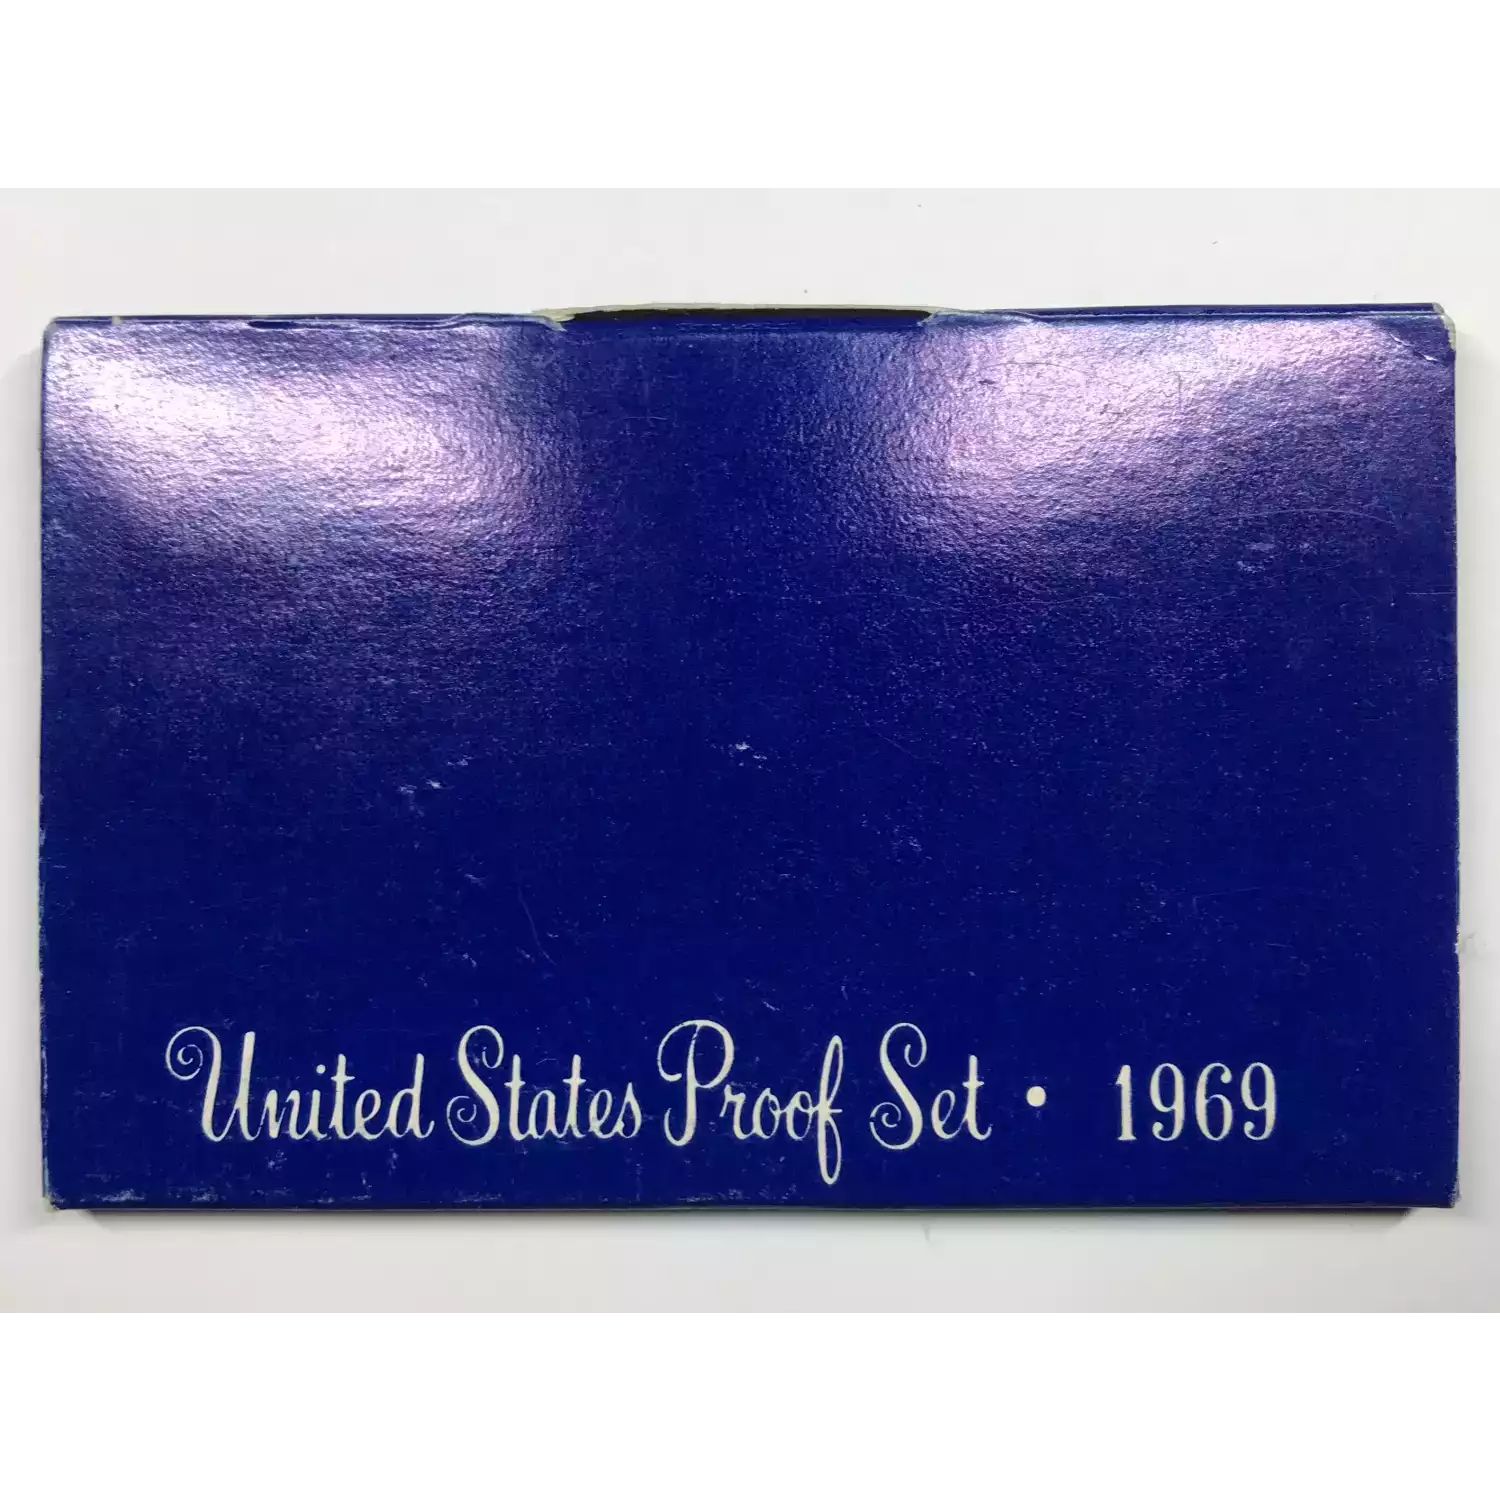 United States Proof Set • 1969